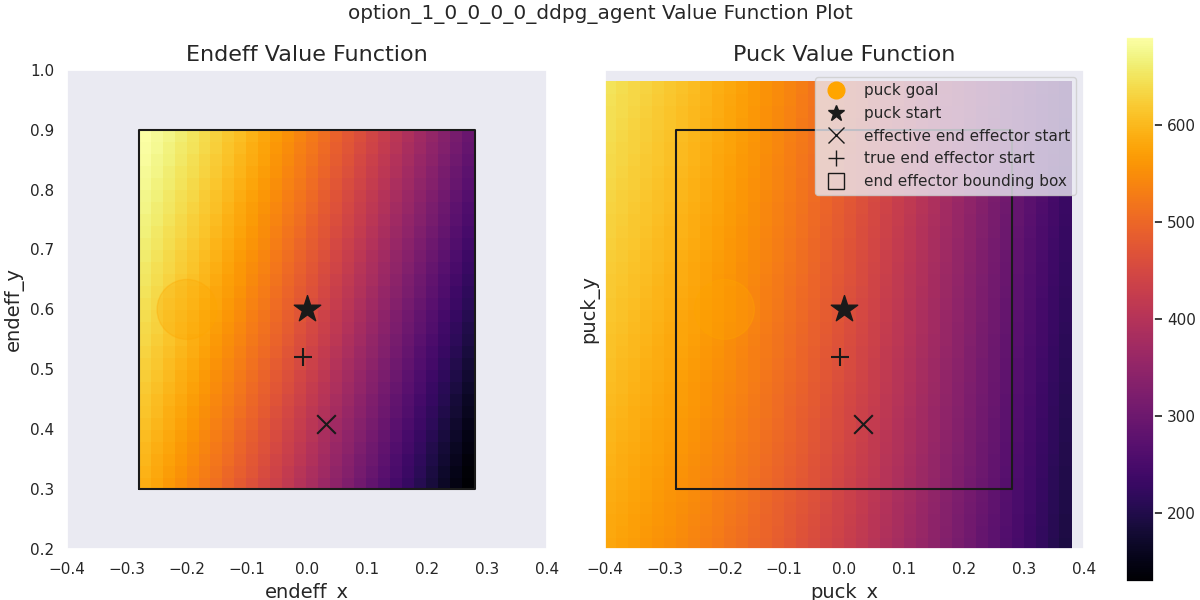 option_1_0_0_0_0_ddpg_agent Value Function Plot
Endeff Value Function
Puck Value Function
1.0
0.9
0.8
0.7
0.6
0.5
0.4
0.3
0.2
endeff_y
−0.4 −0.3 −0.2 −0.1 0.0 0.1 0.2 0.3 0.4
endeff_x
puck_y
puck goal
puck start
effective end effector start
true end effector start
end effector bounding box
−0.4 −0.3 −0.2 −0.1 0.0 0.1 0.2 0.3 0.4
puck_x
600
500
400
300
200